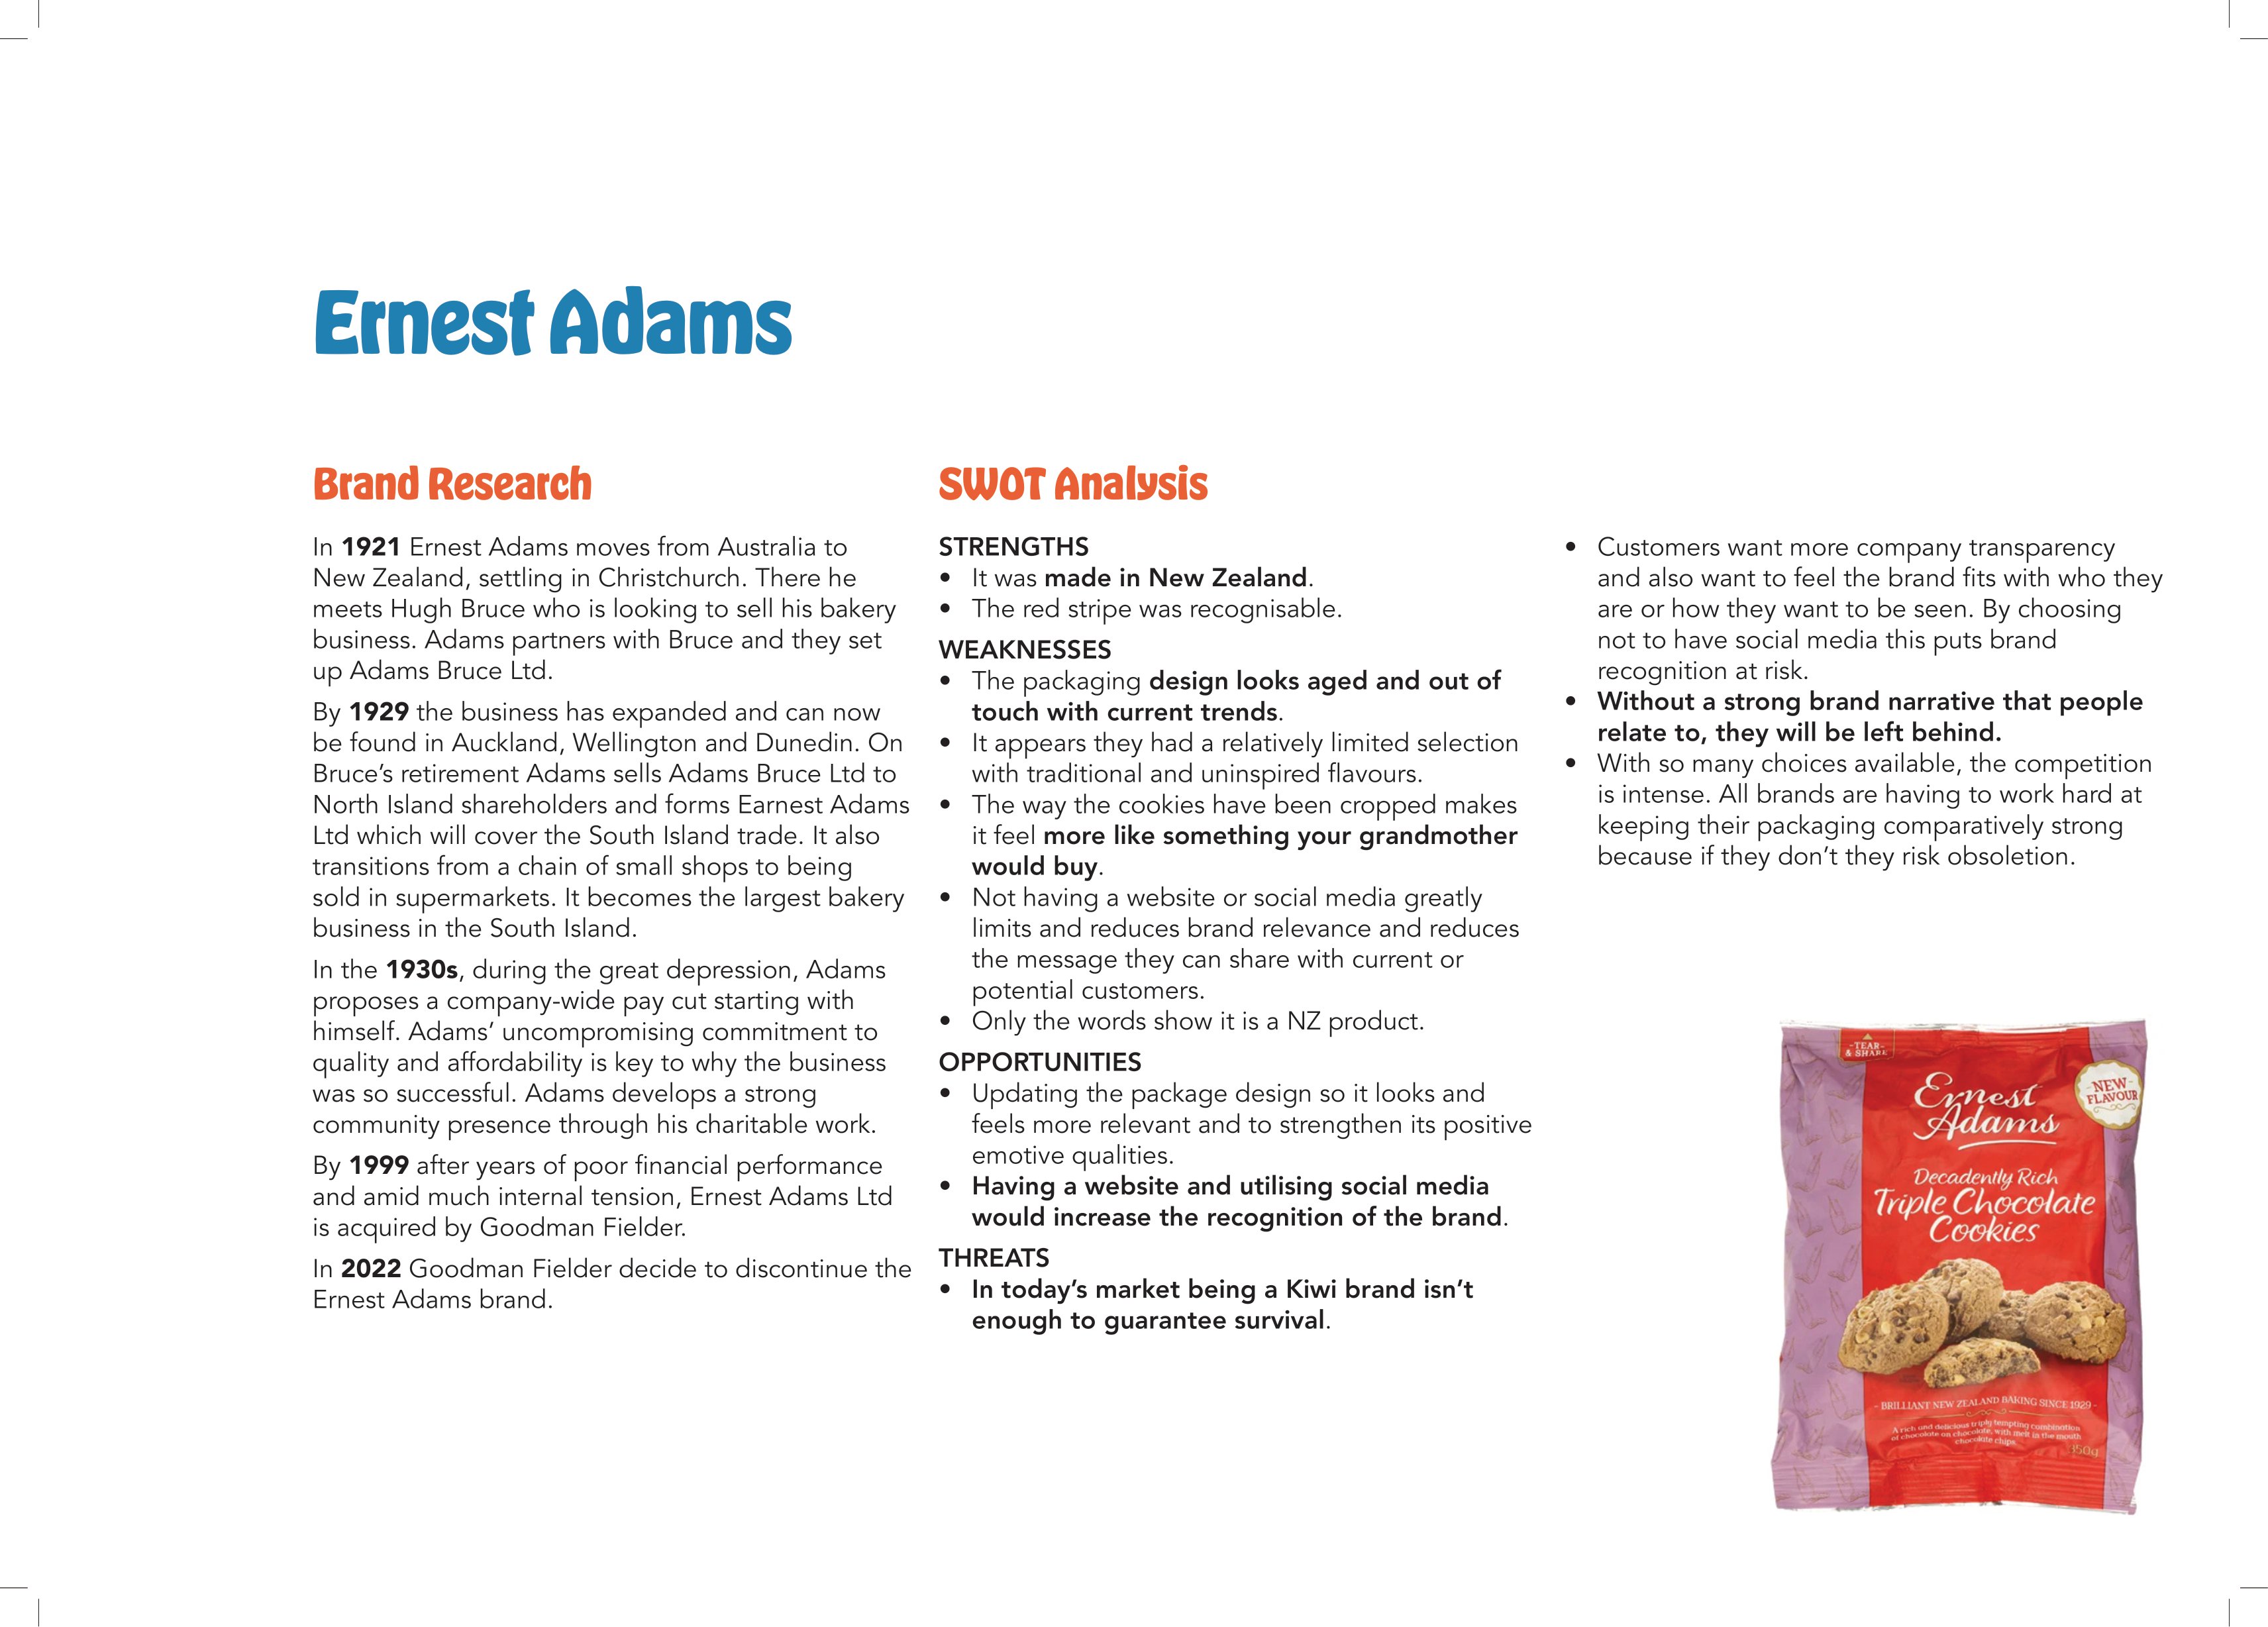 Ernest Adams
Brand Research
In 1921 Ernest Adams moves from Australia to
New Zealand, settling in Christchurch. There he
meets Hugh Bruce who is looking to sell his bakery
business. Adams partners with Bruce and they set
up Adams Bruce Ltd.
By 1929 the business has expanded and can now
be found in Auckland, Wellington and Dunedin. On
Bruce’s retirement Adams sells Adams Bruce Ltd to
North Island shareholders and forms Earnest Adams
Ltd which will cover the South Island trade. It also
transitions from a chain of small shops to being
sold in supermarkets. It becomes the largest bakery
business in the South Island.
In the 1930s, during the great depression, Adams
proposes a company-wide pay cut starting with
himself. Adams’ uncompromising commitment to
quality and affordability is key to why the business
was so successful. Adams develops a strong
community presence through his charitable work.
By 1999 after years of poor financial performance
and amid much internal tension, Ernest Adams Ltd
is acquired by Goodman Fielder.
In 2022 Goodman Fielder decide to discontinue the
Ernest Adams brand.
SWOT Analysis
STRENGTHS
• It was made in New Zealand.
• The red stripe was recognisable.
WEAKNESSES
• The packaging design looks aged and out of
touch with current trends.
• It appears they had a relatively limited selection
with traditional and uninspired flavours.
• The way the cookies have been cropped makes
it feel more like something your grandmother
would buy.
• Not having a website or social media greatly
limits and reduces brand relevance and reduces
the message they can share with current or
potential customers.
• Only the words show it is a NZ product.
OPPORTUNITIES
• Updating the package design so it looks and
feels more relevant and to strengthen its positive
emotive qualities.
• Having a website and utilising social media
would increase the recognition of the brand.
THREATS
• In today’s market being a Kiwi brand isn’t
enough to guarantee survival.
• Customers want more company transparency
and also want to feel the brand fits with who they
are or how they want to be seen. By choosing
not to have social media this puts brand
recognition at risk.
• Without a strong brand narrative that people
relate to, they will be left behind.
• With so many choices available, the competition
is intense. All brands are having to work hard at
keeping their packaging comparatively strong
because if they don’t they risk obsoletion.
-TEAR-
& SHARE
Ernest
Adams
NEW
FLAVOUR
Decadently Rich
Triple Chocolate
Cookies
- BRILLIANT NEW ZEALAND BAKING SINCE 1929 -
A rich and delicious triply tempting combination
of chocolate on chocolate, with melt in the mouth
chocolate chips
350g